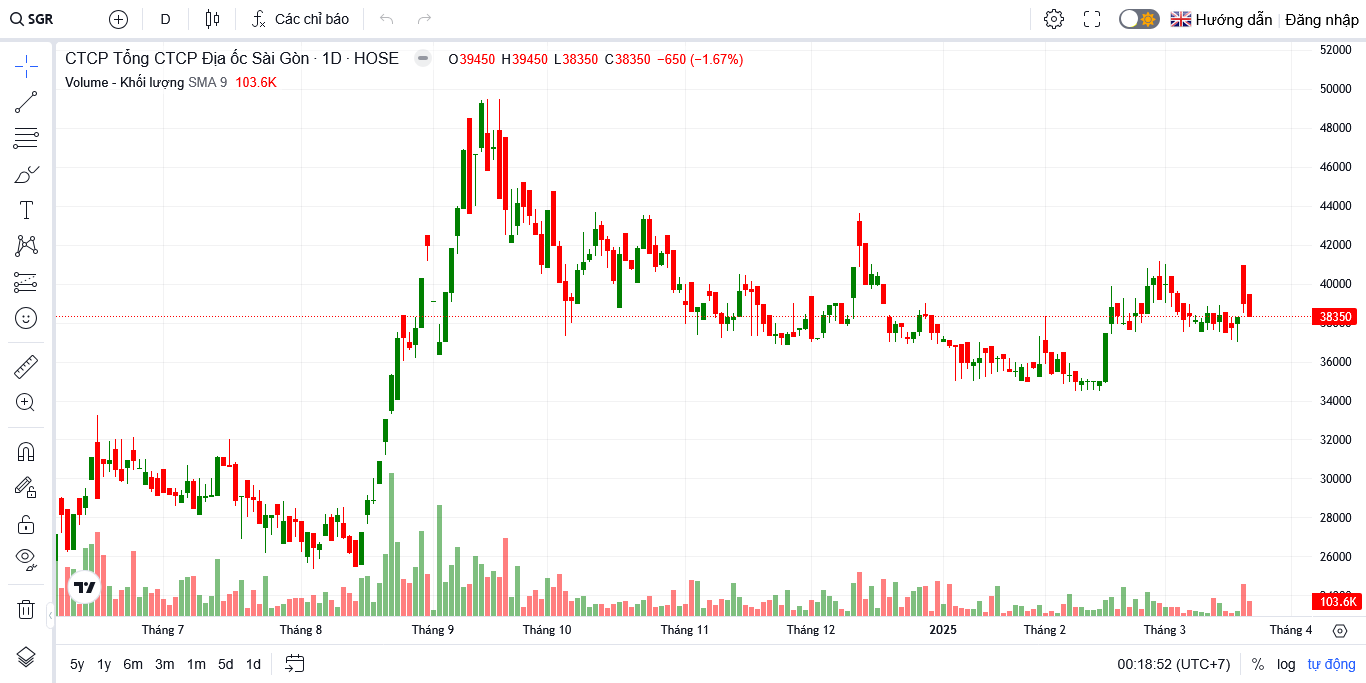 SGR
D
Các chỉ báo
Hướng dẫn
Đăng nhập
CTCP Tổng CTCP Địa ốc Sài Gòn · 1D · HOSE
O39450 H39450 L38350 C38350 −650 (−1.67%)
Volume - Khối lượng SMA 9 103.6K
52000
50000
48000
46000
44000
42000
40000
38350
38000
36000
34000
32000
30000
28000
26000
24000
103.6K
Tháng 7
Tháng 8
Tháng 9
Tháng 10
Tháng 11
Tháng 12
2025
Tháng 2
Tháng 3
Tháng 4
5y 1y 6m 3m 1m 5d 1d
00:18:52 (UTC+7)
% log tự động